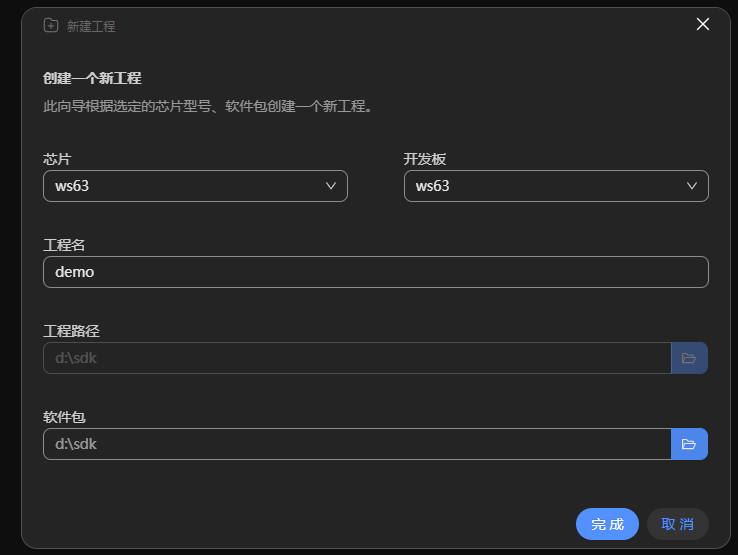 新建工程
创建一个新工程
此向导根据选定的芯片型号、软件包创建一个新工程。
芯片
开发板
ws63
ws63
工程名
demo
工程路径
d:\sdk
软件包
d:\sdk
完成
取消